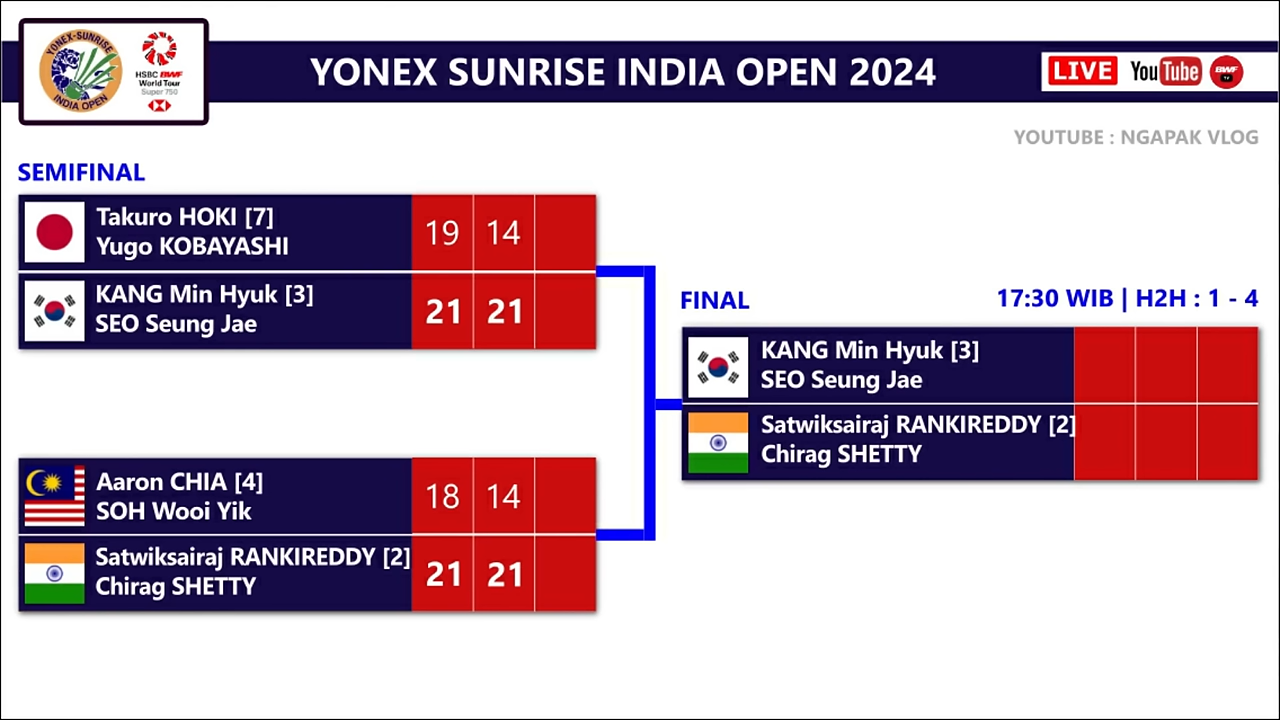 YONEX-SUNRISE
INDIA OPEN
HSBC BWF
World Tour
Super 750
YONEX SUNRISE INDIA OPEN 2024
LIVE YouTube BWF
TV
YOUTUBE : NGAPAK VLOG
SEMIFINAL
Takuro HOKI [7]
Yugo KOBAYASHI
19 14
KANG Min Hyuk [3]
SEO Seung Jae
21 21
Aaron CHIA [4]
SOH Wooi Yik
18 14
Satwiksairaj RANKIREDDY [2]
Chirag SHETTY
21 21
FINAL
17:30 WIB | H2H : 1 - 4
KANG Min Hyuk [3]
SEO Seung Jae
Satwiksairaj RANKIREDDY [2]
Chirag SHETTY